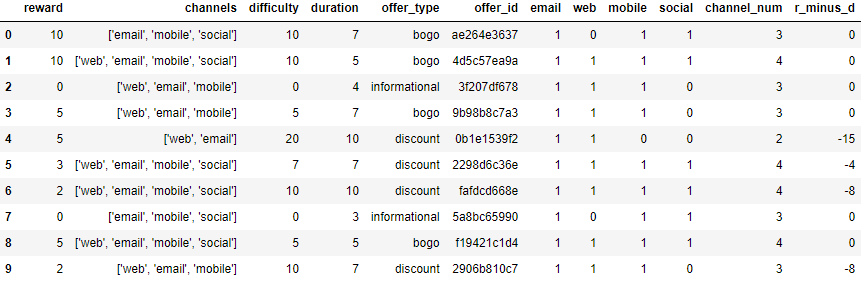 reward channels difficulty duration offer_type offer_id email web mobile social channel_num r_minus_d
0 10 ['email', 'mobile', 'social'] 10 7 bogo ae264e3637 1 0 1 1 3 0
1 10 ['web', 'email', 'mobile', 'social'] 10 5 bogo 4d5c57ea9a 1 1 1 1 4 0
2 0 ['web', 'email', 'mobile'] 0 4 informational 3f207df678 1 1 1 0 3 0
3 5 ['web', 'email', 'mobile'] 5 7 bogo 9b98b8c7a3 1 1 1 0 3 0
4 5 ['web', 'email'] 20 10 discount 0b1e1539f2 1 1 0 0 2 -15
5 3 ['web', 'email', 'mobile', 'social'] 7 7 discount 2298d6c36e 1 1 1 1 4 -4
6 2 ['web', 'email', 'mobile', 'social'] 10 10 discount fafdcd668e 1 1 1 1 4 -8
7 0 ['email', 'mobile', 'social'] 0 3 informational 5a8bc65990 1 0 1 1 3 0
8 5 ['web', 'email', 'mobile', 'social'] 5 5 bogo f19421c1d4 1 1 1 1 4 0
9 2 ['web', 'email', 'mobile'] 10 7 discount 2906b810c7 1 1 1 0 3 -8